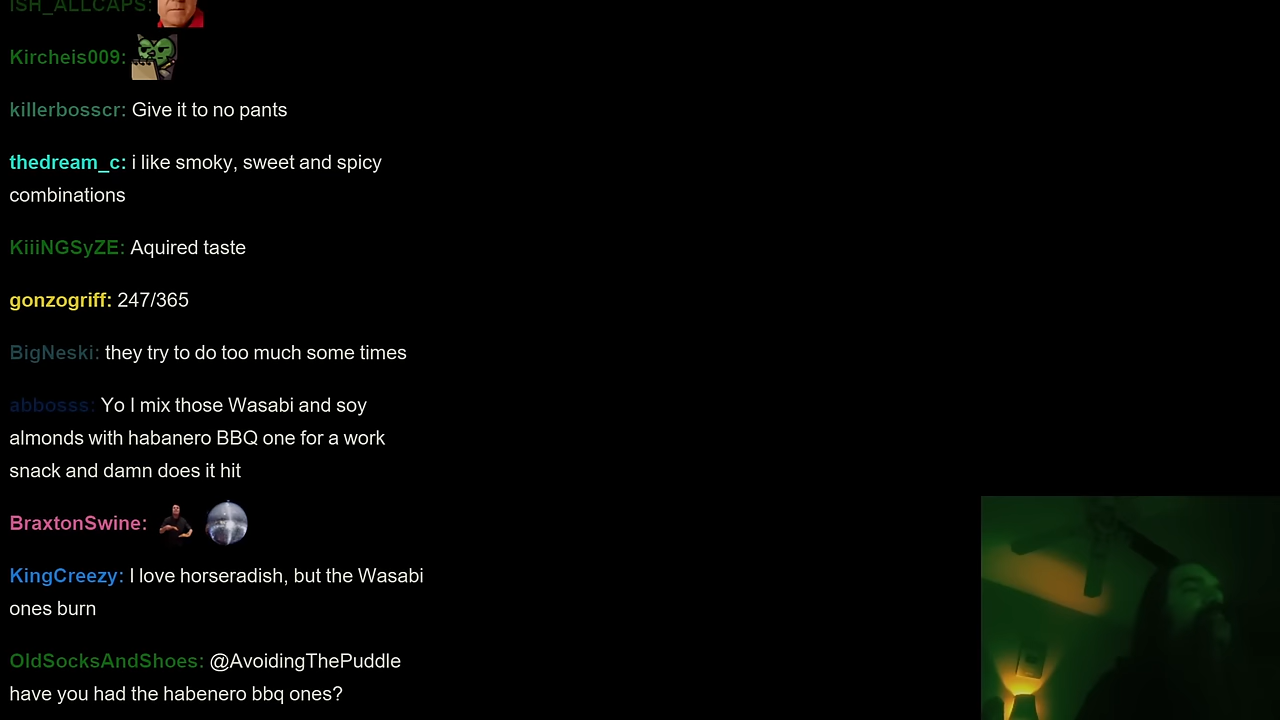 ISH_ALLCAPS:
Kircheis009:
killerbosscr: Give it to no pants
thedream_c: i like smoky, sweet and spicy
combinations
KiiiNGSyZE: Aquired taste
gonzogriff: 247/365
BigNeski: they try to do too much some times
abbosss: Yo I mix those Wasabi and soy
almonds with habanero BBQ one for a work
snack and damn does it hit
BraxtonSwine:
KingCreezy: I love horseradish, but the Wasabi
ones burn
OldSocksAndShoes: @AvoidingThePuddle
have you had the habenero bbq ones?